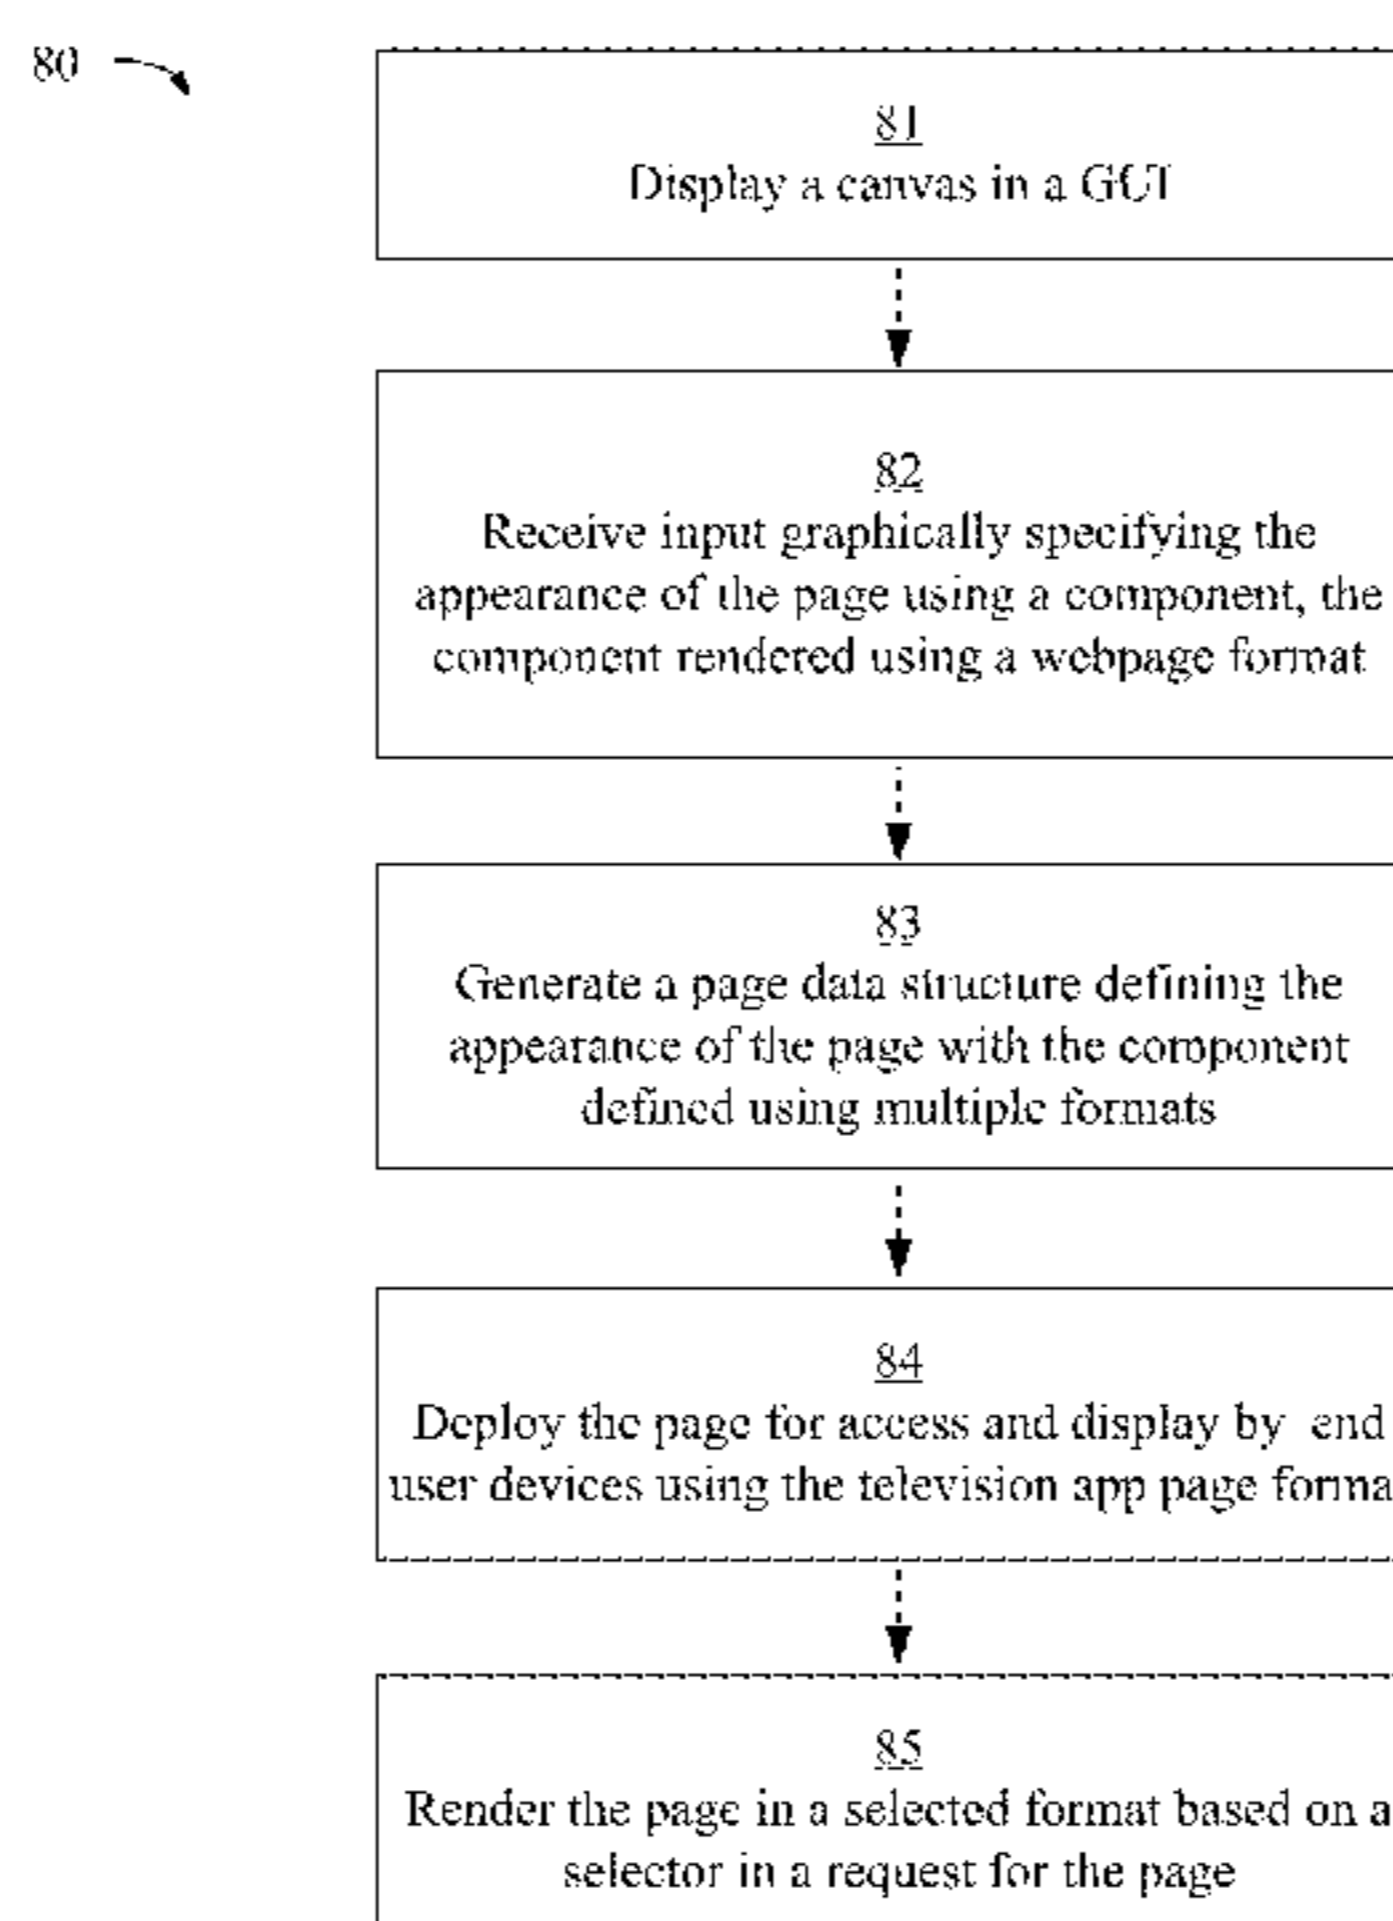 80
81
Display a canvas in a GUI
82
Receive input graphically specifying the
appearance of the page using a component, the
component rendered using a webpage format
83
Generate a page data structure defining the
appearance of the page with the component
defined using multiple formats
84
Deploy the page for access and display by end
user devices using the television app page forma
85
Render the page in a selected format based on a
selector in a request for the page